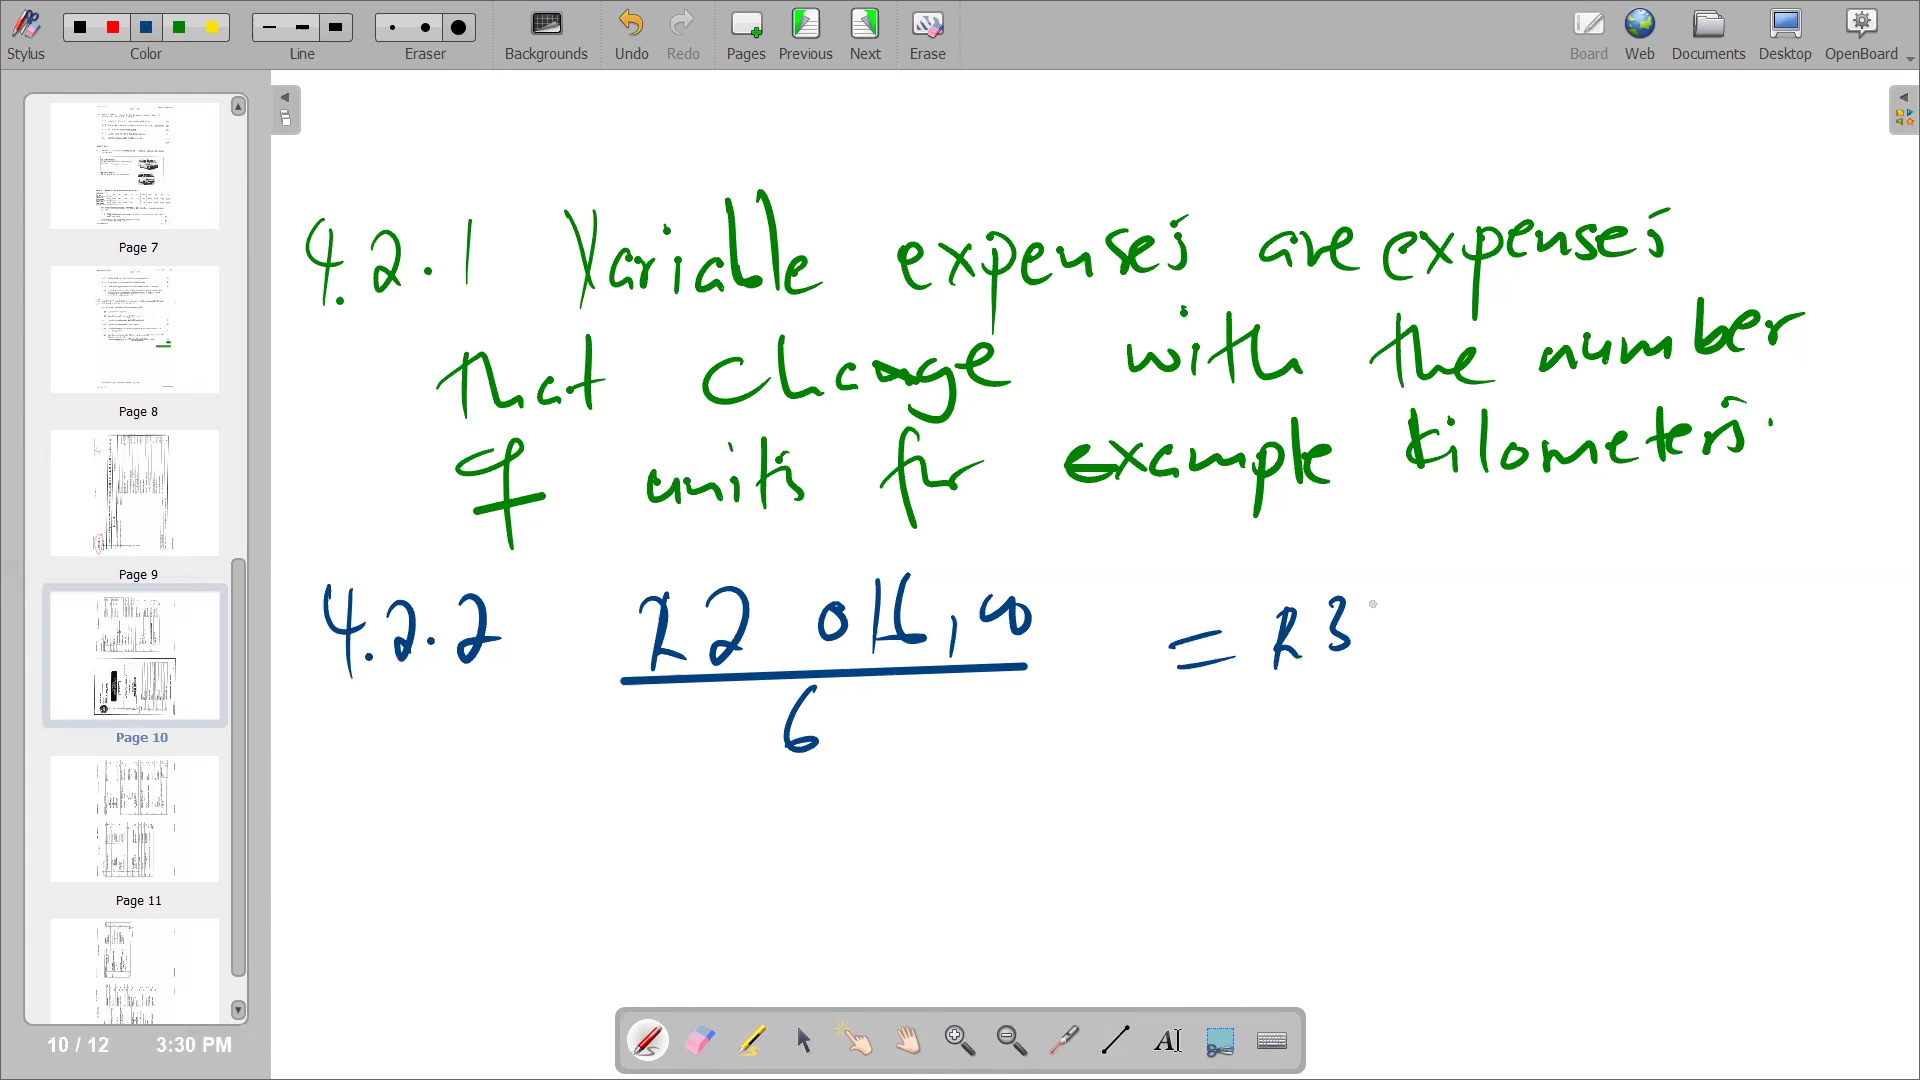 Stylus
Color
Line
Eraser
Backgrounds
Undo
Redo
Pages
Previous
Next
Erase
Board
Web
Documents
Desktop
OpenBoard
Page 7
Page 8
Page 9
Page 10
Page 11
10 / 12 3:30 PM
4.2.1 Variable expenses are expenses
that change with the number
of units for example kilometers.
4.2.2 R2 016,00 = R3
6